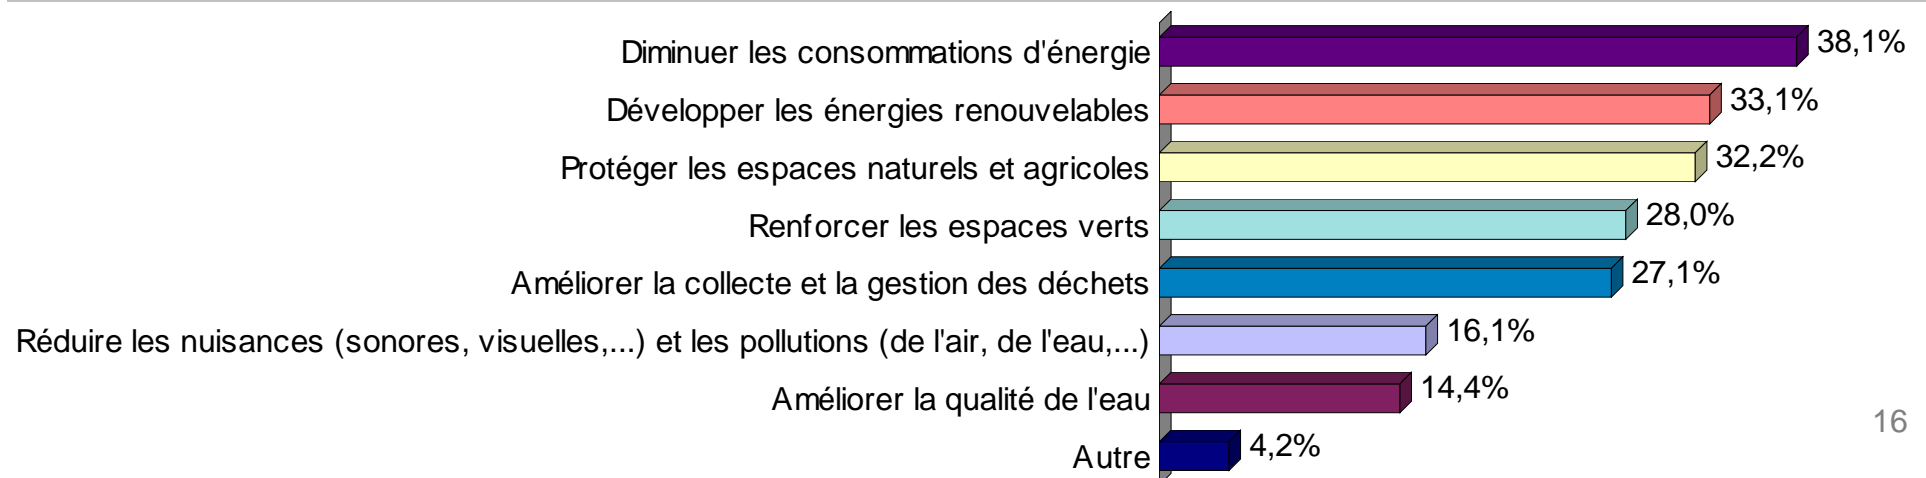 Diminuer les consommations d'énergie 38,1%
Développer les énergies renouvelables 33,1%
Protéger les espaces naturels et agricoles 32,2%
Renforcer les espaces verts 28,0%
Améliorer la collecte et la gestion des déchets 27,1%
Réduire les nuisances (sonores, visuelles,...) et les pollutions (de l'air, de l'eau,...) 16,1%
Améliorer la qualité de l'eau 14,4%
Autre 4,2%
16